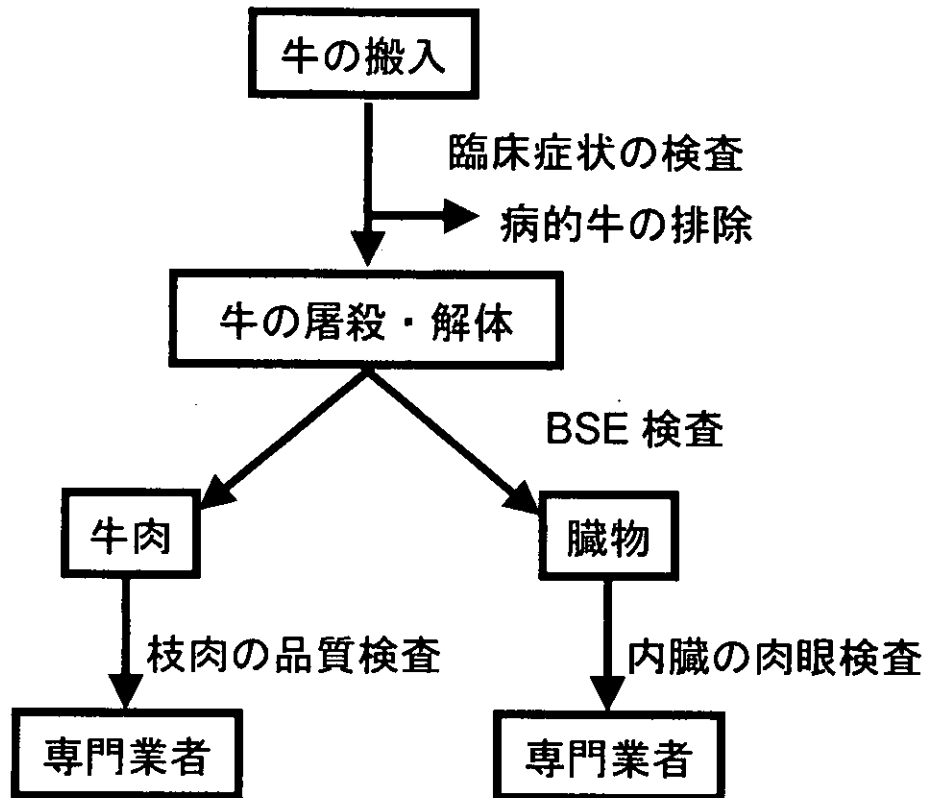 牛の搬入
臨床症状の検査
病的牛の排除
牛の屠殺・解体
BSE 検査
牛肉
臓物
枝肉の品質検査
内臓の肉眼検査
専門業者
専門業者